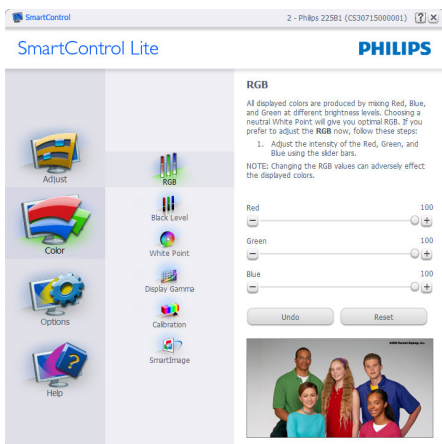 SmartControl
2 - Philips 225B1 (CS30715000001)
SmartControl Lite
PHILIPS
Adjust
Color
Options
Help
RGB
Black Level
White Point
Display Gamma
Calibration
SmartImage
RGB
All displayed colors are produced by mixing Red, Blue,
and Green at different brightness levels. Choosing a
neutral White Point will give you optimal RGB. If you
prefer to adjust the RGB now, follow these steps:
1. Adjust the intensity of the Red, Green, and
Blue using the slider bars.
NOTE: Changing the RGB values can adversely effect
the displayed colors.
Red 100
Green 100
Blue 100
Undo Reset